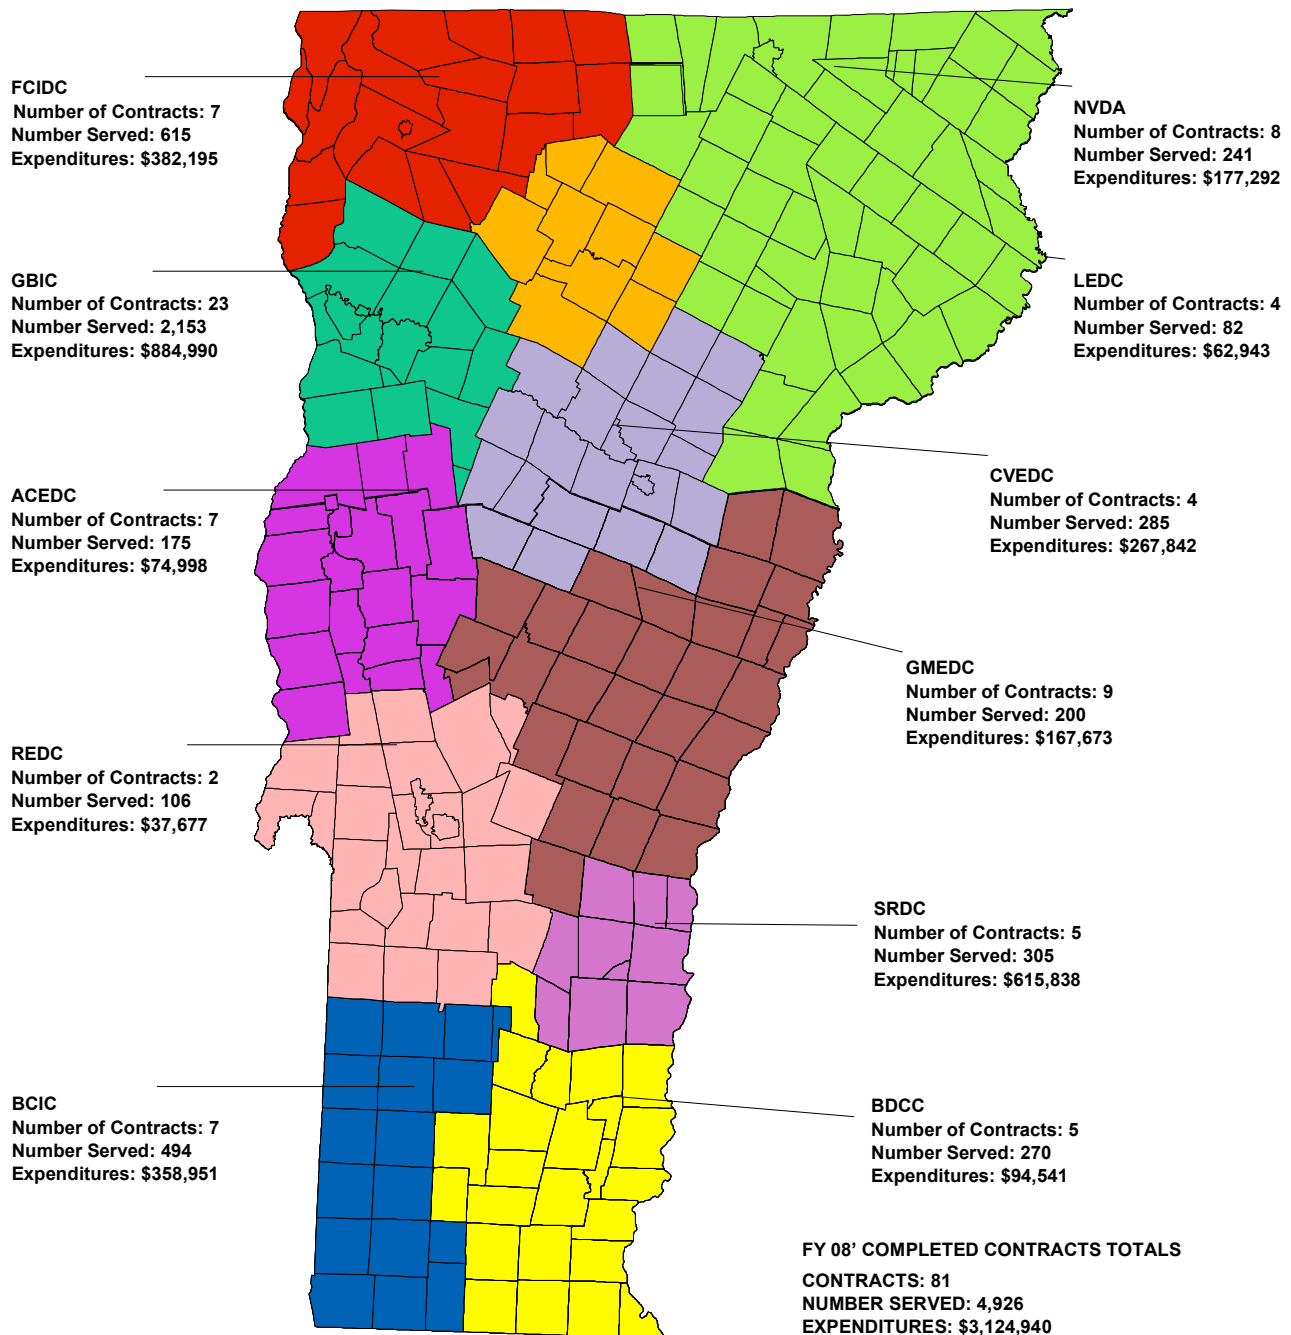 FCIDC
Number of Contracts: 7
Number Served: 615
Expenditures: $382,195
NVDA
Number of Contracts: 8
Number Served: 241
Expenditures: $177,292
GBIC
Number of Contracts: 23
Number Served: 2,153
Expenditures: $884,990
LEDC
Number of Contracts: 4
Number Served: 82
Expenditures: $62,943
ACEDC
Number of Contracts: 7
Number Served: 175
Expenditures: $74,998
CVEDC
Number of Contracts: 4
Number Served: 285
Expenditures: $267,842
GMEDC
Number of Contracts: 9
Number Served: 200
Expenditures: $167,673
REDC
Number of Contracts: 2
Number Served: 106
Expenditures: $37,677
SRDC
Number of Contracts: 5
Number Served: 305
Expenditures: $615,838
BCIC
Number of Contracts: 7
Number Served: 494
Expenditures: $358,951
BDCC
Number of Contracts: 5
Number Served: 270
Expenditures: $94,541
FY 08' COMPLETED CONTRACTS TOTALS
CONTRACTS: 81
NUMBER SERVED: 4,926
EXPENDITURES: $3,124,940